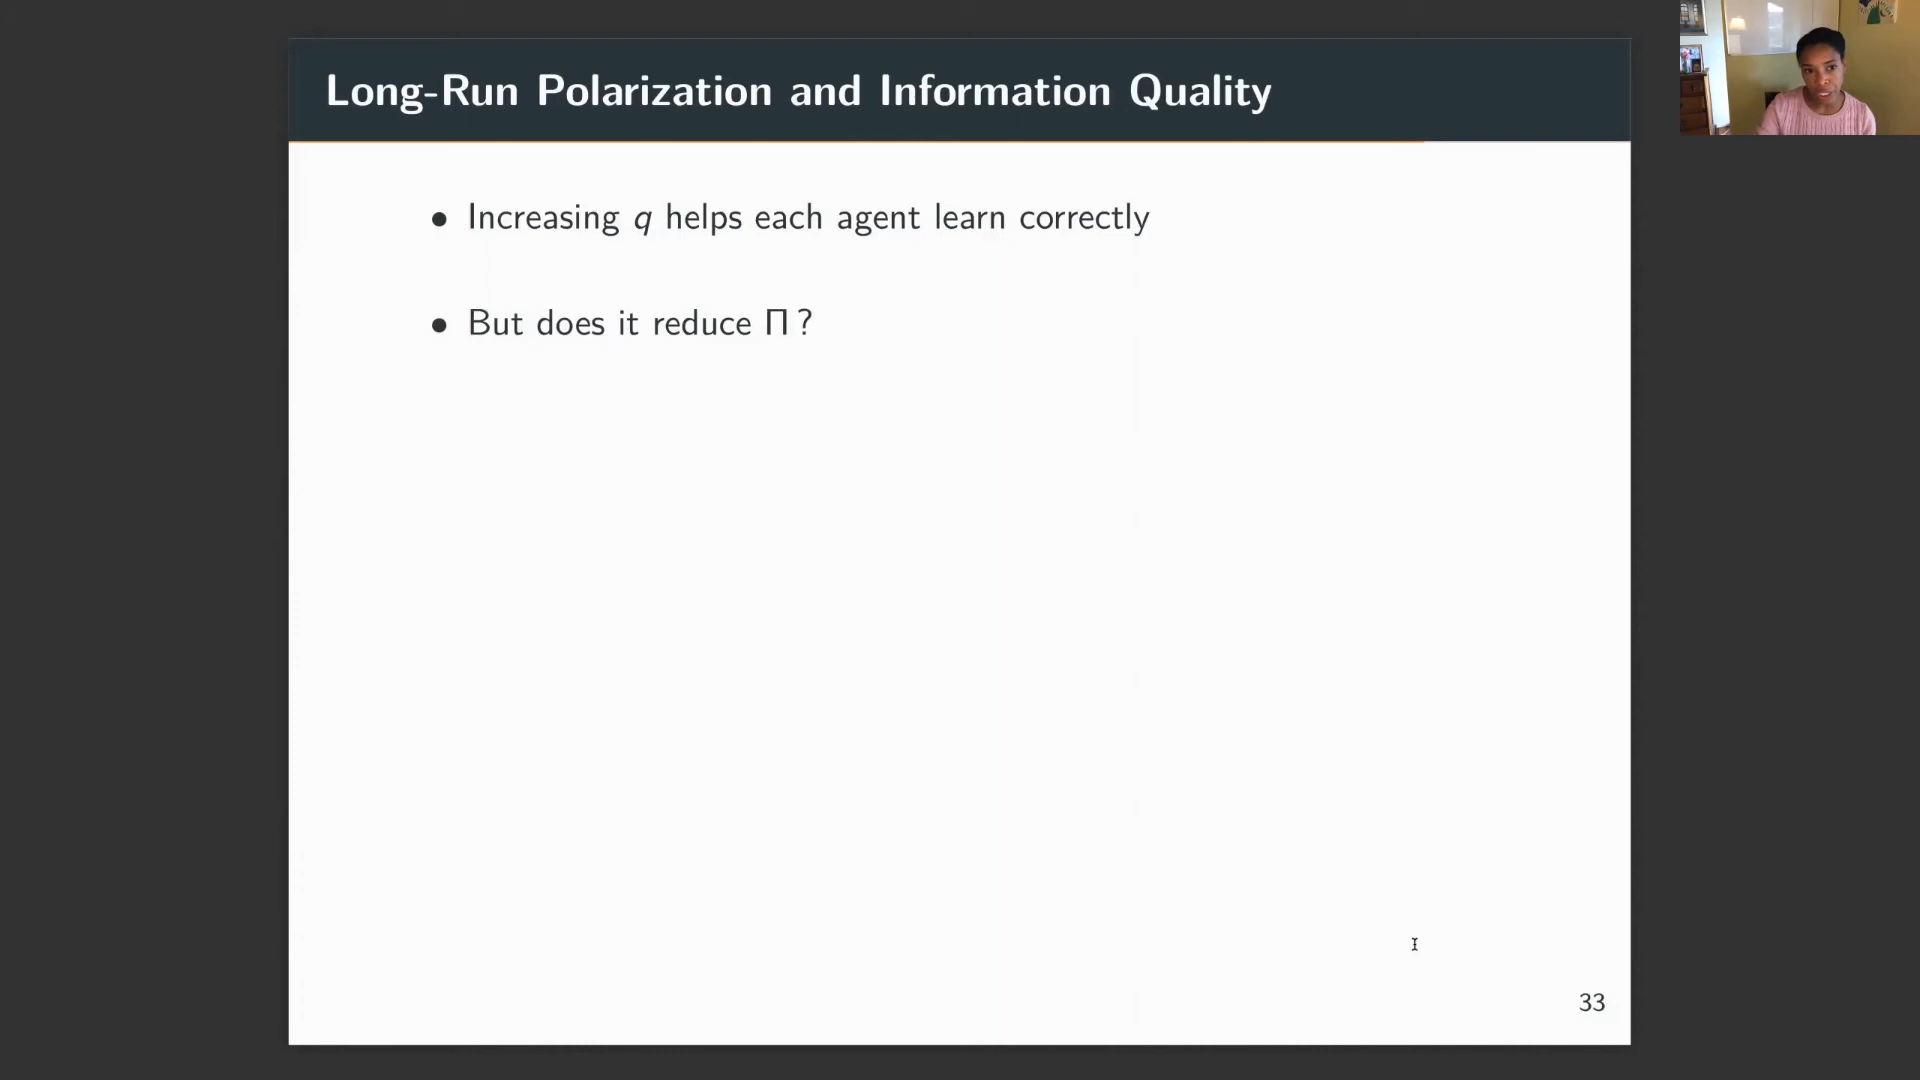 Long-Run Polarization and Information Quality
• Increasing q helps each agent learn correctly
• But does it reduce Π ?
33